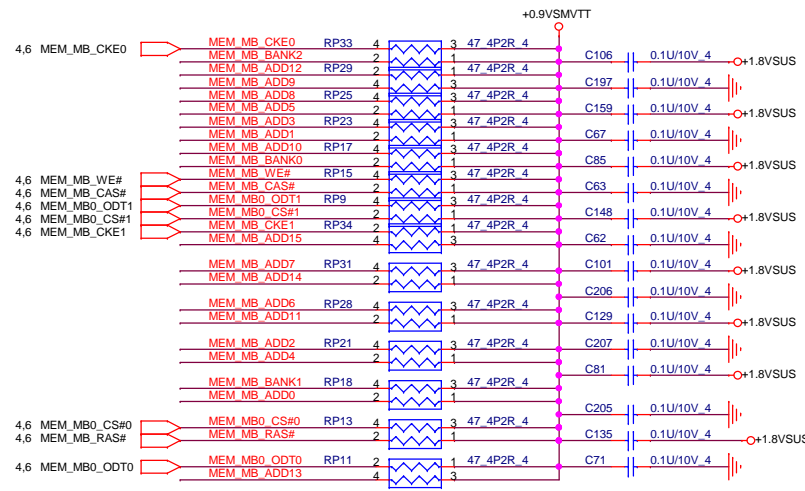 +0.9VSMVTT
4,6 MEM_MB_CKE0 MEM_MB_CKE0 RP33 4 3 47_4P2R_4
MEM_MB_BANK2 2 1 C106 0.1U/10V_4 +1.8VSUS
MEM_MB_ADD12 RP29 4 3 47_4P2R_4
MEM_MB_ADD9 2 1 C197 0.1U/10V_4
MEM_MB_ADD8 RP25 4 3 47_4P2R_4
MEM_MB_ADD5 2 1 C159 0.1U/10V_4 +1.8VSUS
MEM_MB_ADD3 RP23 4 3 47_4P2R_4
MEM_MB_ADD1 2 1 C67 0.1U/10V_4
MEM_MB_ADD10 RP17 4 3 47_4P2R_4
MEM_MB_BANK0 2 1 C85 0.1U/10V_4 +1.8VSUS
4,6 MEM_MB_WE# MEM_MB_WE# RP15 4 3 47_4P2R_4
4,6 MEM_MB_CAS# MEM_MB_CAS# 2 1 C63 0.1U/10V_4
4,6 MEM_MB0_ODT1 MEM_MB0_ODT1 RP9 4 3 47_4P2R_4
4,6 MEM_MB0_CS#1 MEM_MB0_CS#1 2 1 C148 0.1U/10V_4 +1.8VSUS
4,6 MEM_MB_CKE1 MEM_MB_CKE1 RP34 2 1 47_4P2R_4
MEM_MB_ADD15 4 3 C62 0.1U/10V_4
MEM_MB_ADD7 RP31 4 3 47_4P2R_4 C101 0.1U/10V_4 +1.8VSUS
MEM_MB_ADD14 2 1
C206 0.1U/10V_4
MEM_MB_ADD6 RP28 4 3 47_4P2R_4
MEM_MB_ADD11 2 1 C129 0.1U/10V_4 +1.8VSUS
MEM_MB_ADD2 RP21 4 3 47_4P2R_4 C207 0.1U/10V_4
MEM_MB_ADD4 2 1
C81 0.1U/10V_4 +1.8VSUS
MEM_MB_BANK1 RP18 4 3 47_4P2R_4
MEM_MB_ADD0 2 1
C205 0.1U/10V_4
4,6 MEM_MB0_CS#0 MEM_MB0_CS#0 RP13 4 3 47_4P2R_4
4,6 MEM_MB_RAS# MEM_MB_RAS# 2 1 C135 0.1U/10V_4 +1.8VSUS
4,6 MEM_MB0_ODT0 MEM_MB0_ODT0 RP11 2 1 47_4P2R_4 C71 0.1U/10V_4
MEM_MB_ADD13 4 3